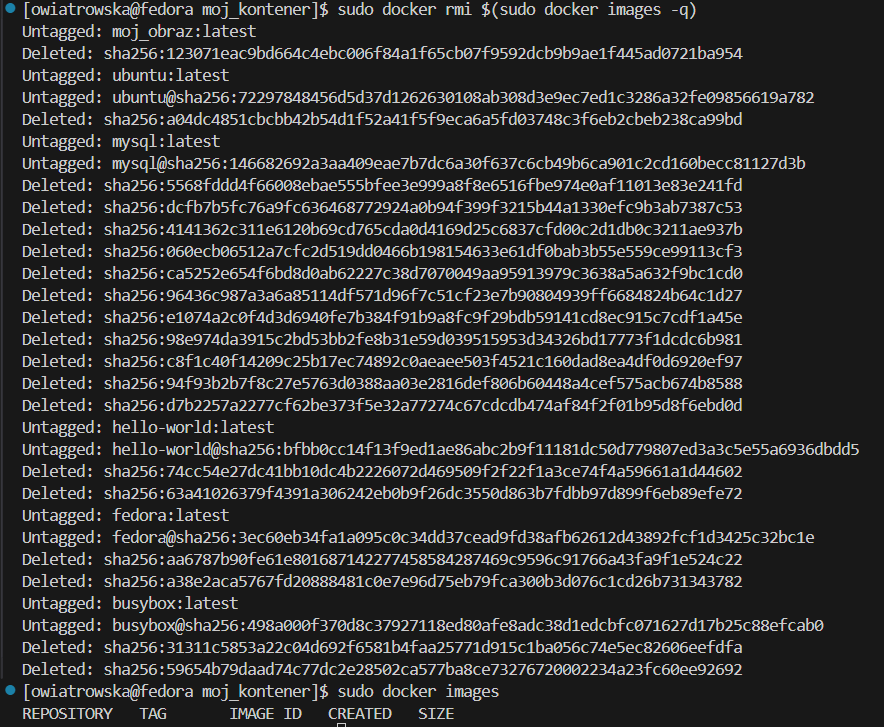 [owiatrowska@fedora moj_kontener]$ sudo docker rmi $(sudo docker images -q)
Untagged: moj_obraz:latest
Deleted: sha256:123071eac9bd664c4ebc006f84a1f65cb07f9592dcb9b9ae1f445ad0721ba954
Untagged: ubuntu:latest
Untagged: ubuntu@sha256:72297848456d5d37d1262630108ab308d3e9ec7ed1c3286a32fe09856619a782
Deleted: sha256:a04dc4851cbcbb42b54d1f52a41f5f9eca6a5fd03748c3f6eb2cbeb238ca99bd
Untagged: mysql:latest
Untagged: mysql@sha256:146682692a3aa409eae7b7dc6a30f637c6cb49b6ca901c2cd160becc81127d3b
Deleted: sha256:5568fddd4f66008ebae555bfee3e999a8f8e6516fbe974e0af11013e83e241fd
Deleted: sha256:dcfb7b5fc76a9fc636468772924a0b94f399f3215b44a1330efc9b3ab7387c53
Deleted: sha256:4141362c311e6120b69cd765cda0d4169d25c6837cfd00c2d1db0c3211ae937b
Deleted: sha256:060ecb06512a7cfc2d519dd0466b198154633e61df0bab3b55e559ce99113cf3
Deleted: sha256:ca5252e654f6bd8d0ab62227c38d7070049aa95913979c3638a5a632f9bc1cd0
Deleted: sha256:96436c987a3a6a85114df571d96f7c51cf23e7b90804939ff6684824b64c1d27
Deleted: sha256:e1074a2c0f4d3d6940fe7b384f91b9a8fc9f29bdb59141cd8ec915c7cdf1a45e
Deleted: sha256:98e974da3915c2bd53bb2fe8b31e59d039515953d34326bd17773f1dcdc6b981
Deleted: sha256:c8f1c40f14209c25b17ec74892c0aeaee503f4521c160dad8ea4df0d6920ef97
Deleted: sha256:94f93b2b7f8c27e5763d0388aa03e2816def806b60448a4cef575acb674b8588
Deleted: sha256:d7b2257a2277cf62be373f5e32a77274c67cdcdb474af84f2f01b95d8f6ebd0d
Untagged: hello-world:latest
Untagged: hello-world@sha256:bfbb0cc14f13f9ed1ae86abc2b9f11181dc50d779807ed3a3c5e55a6936dbdd5
Deleted: sha256:74cc54e27dc41bb10dc4b2226072d469509f2f22f1a3ce74f4a59661a1d44602
Deleted: sha256:63a41026379f4391a306242eb0b9f26dc3550d863b7fdbb97d899f6eb89efe72
Untagged: fedora:latest
Untagged: fedora@sha256:3ec60eb34fa1a095c0c34dd37cead9fd38afb62612d43892fcf1d3425c32bc1e
Deleted: sha256:aa6787b90fe61e8016871422774585842874​69c9596c91766a43fa9f1e524c22
Deleted: sha256:a38e2aca5767fd20888481c0e7e96d75eb79fca300b3d076c1cd26b731343782
Untagged: busybox:latest
Untagged: busybox@sha256:498a000f370d8c37927118ed80afe8adc38d1edcbfc071627d17b25c88efcab0
Deleted: sha256:31311c5853a22c04d692f6581b4faa25771d915c1ba056c74e5ec82606eefdfa
Deleted: sha256:59654b79daad74c77dc2e28502ca577ba8ce73276720002234a23fc60ee92692
[owiatrowska@fedora moj_kontener]$ sudo docker images
REPOSITORY TAG IMAGE ID CREATED SIZE